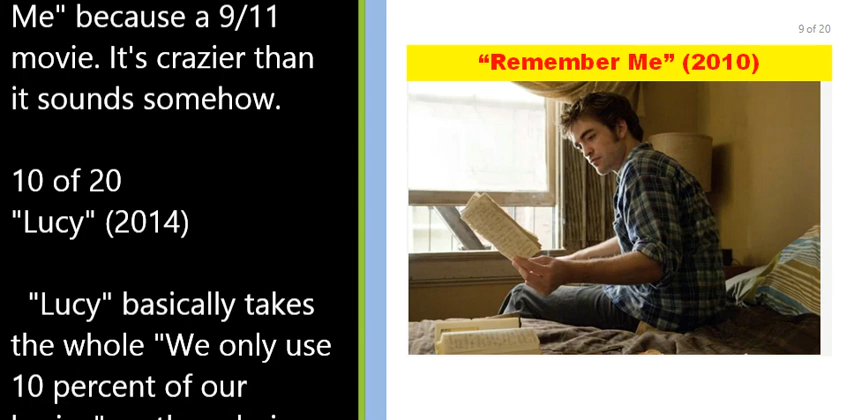 Me" because a 9/11
movie. It's crazier than
it sounds somehow.
10 of 20
"Lucy" (2014)
"Lucy" basically takes
the whole "We only use
10 percent of our
9 of 20
“Remember Me” (2010)